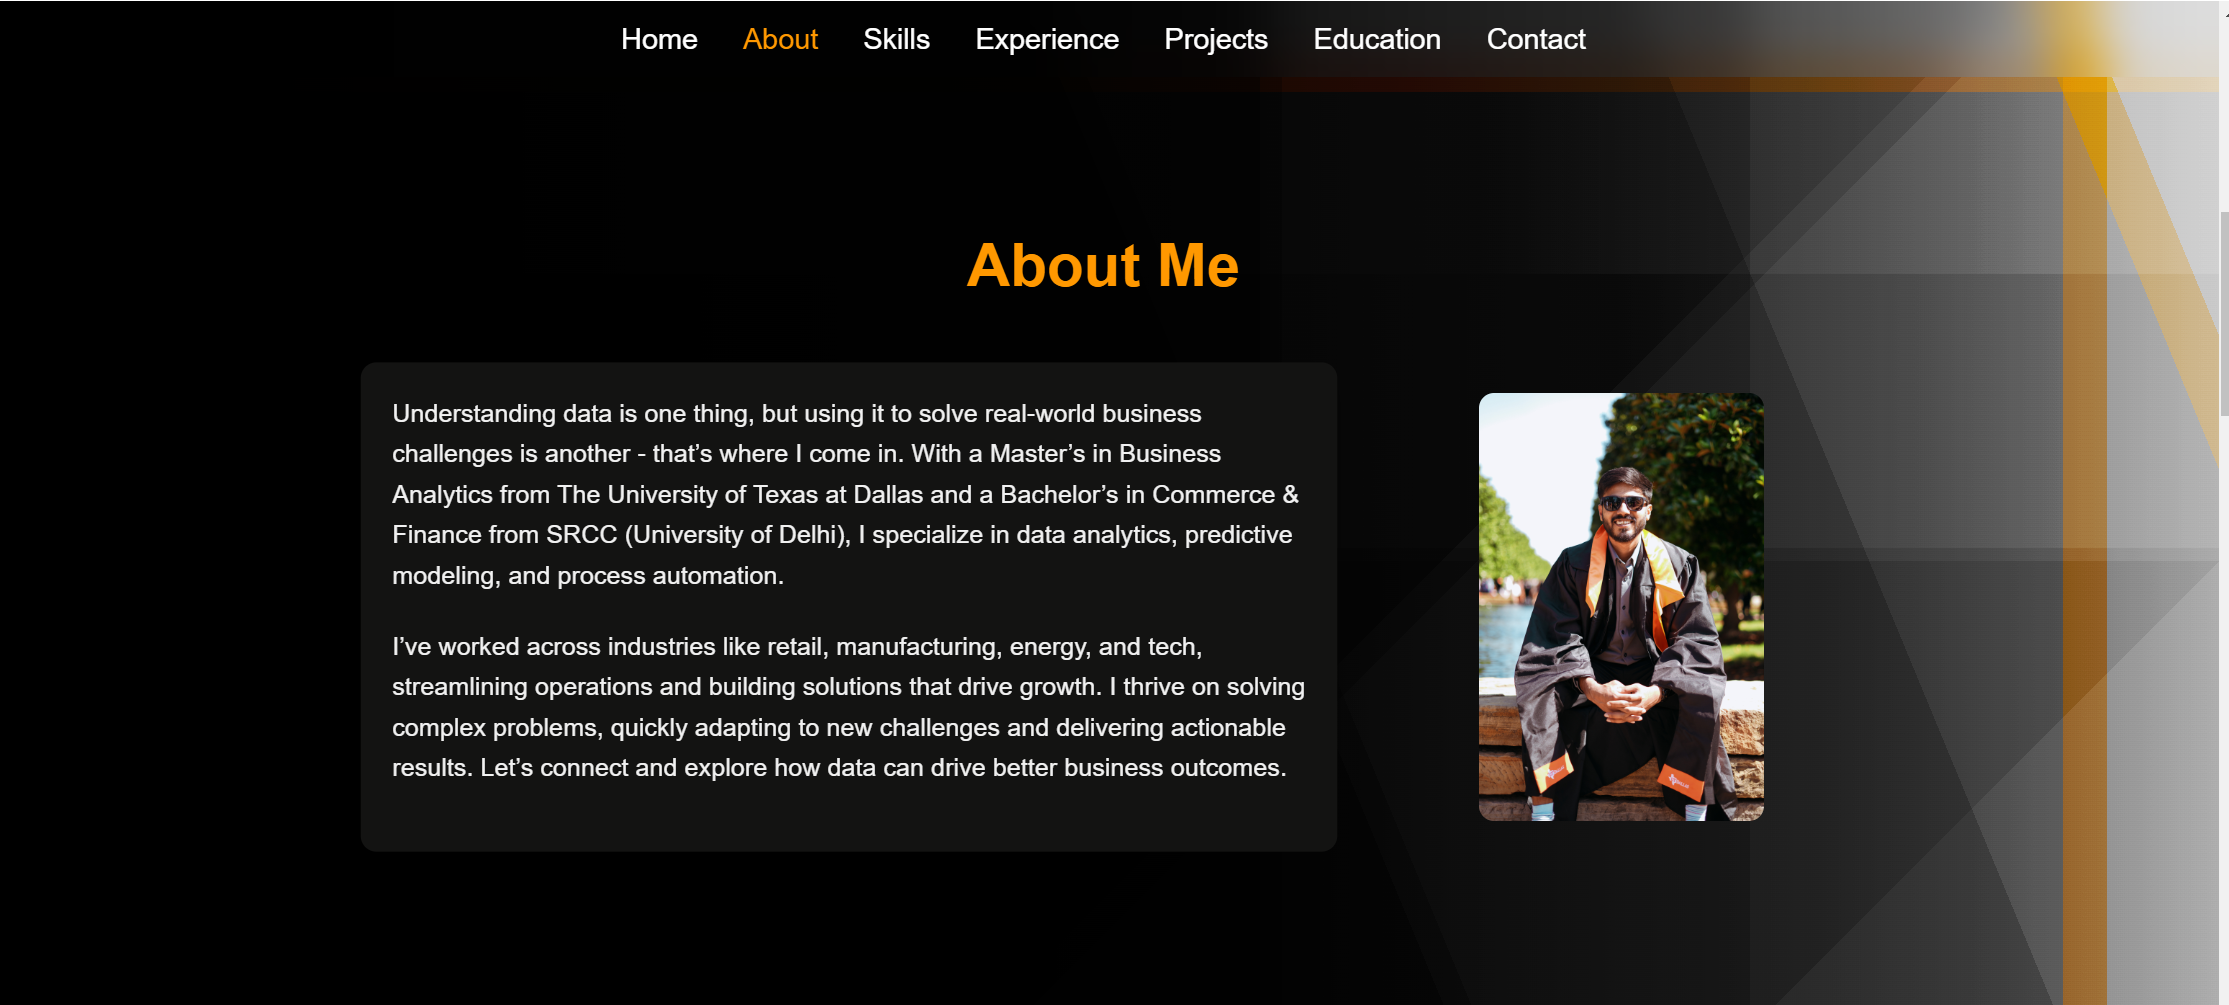 Home About Skills Experience Projects Education Contact
About Me
Understanding data is one thing, but using it to solve real-world business
challenges is another - that’s where I come in. With a Master’s in Business
Analytics from The University of Texas at Dallas and a Bachelor’s in Commerce &
Finance from SRCC (University of Delhi), I specialize in data analytics, predictive
modeling, and process automation.
I’ve worked across industries like retail, manufacturing, energy, and tech,
streamlining operations and building solutions that drive growth. I thrive on solving
complex problems, quickly adapting to new challenges and delivering actionable
results. Let’s connect and explore how data can drive better business outcomes.